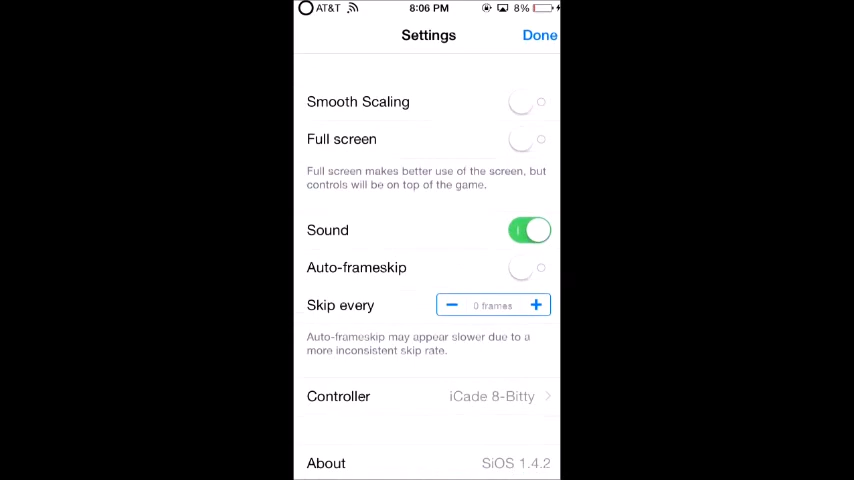 AT&T 8:06 PM 8%
Settings Done
Smooth Scaling
Full screen
Full screen makes better use of the screen, but
controls will be on top of the game.
Sound
Auto-frameskip
Skip every − 0 frames +
Auto-frameskip may appear slower due to a
more inconsistent skip rate.
Controller iCade 8-Bitty
About SiOS 1.4.2